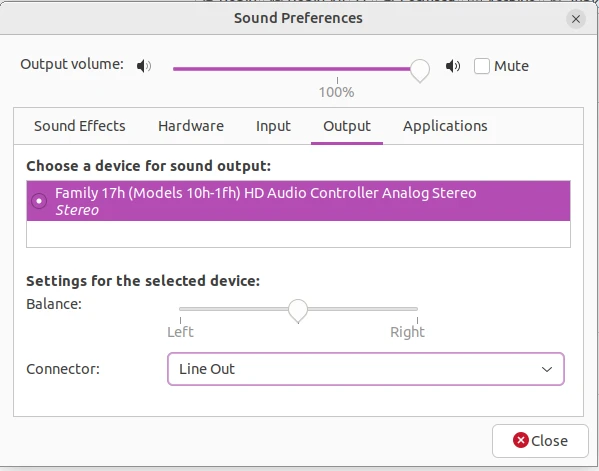 Sound Preferences
Output volume:
Mute
100%
Sound Effects Hardware Input Output Applications
Choose a device for sound output:
Family 17h (Models 10h-1fh) HD Audio Controller Analog Stereo
Stereo
Settings for the selected device:
Balance:
Left Right
Connector: Line Out
Close